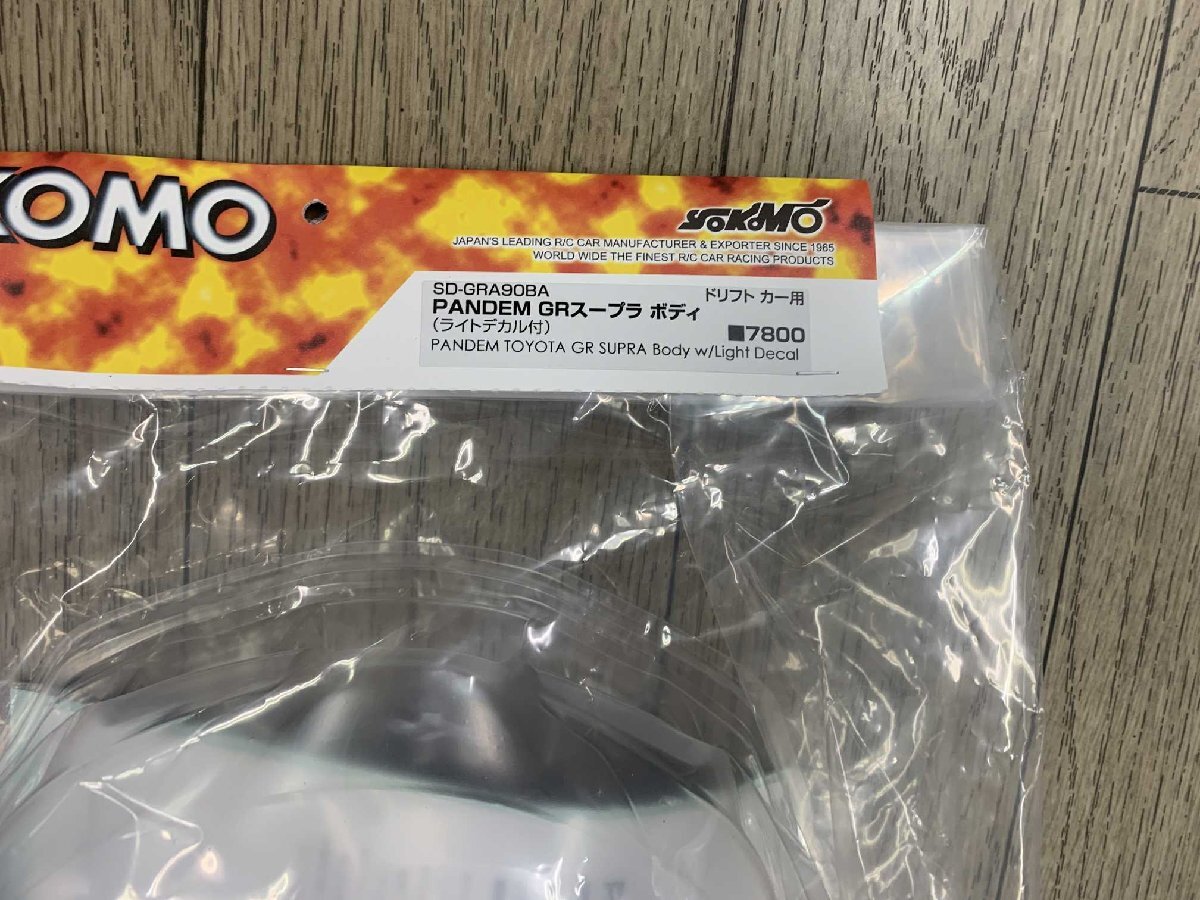 KOMO
YOKOMO
JAPAN'S LEADING R/C CAR MANUFACTURER & EXPORTER SINCE 1965
WORLD WIDE THE FINEST R/C CAR RACING PRODUCTS
SD-GRA90BA ドリフト カー用
PANDEM GRスープラ ボディ
(ライトデカル付) ■7800
PANDEM TOYOTA GR SUPRA Body w/Light Decal